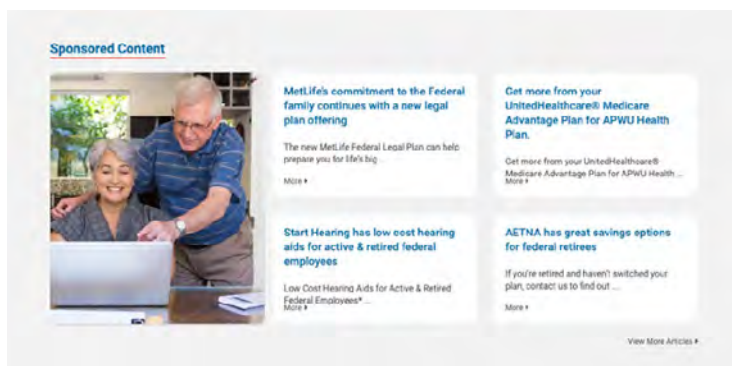 Sponsored Content
MetLife's commitment to the Federal
family continues with a new legal
plan offering
The new MetLife Federal Legal Plan can help
prepare you for life's big ...
More
Get more from your
UnitedHealthcare® Medicare
Advantage Plan for APWU Health
Plan.
Get more from your UnitedHealthcare®
Medicare Advantage Plan for APWU Health ...
More
Start Hearing has low cost hearing
aids for active & retired federal
employees
Low Cost Hearing Aids for Active & Retired
Federal Employees* ...
More
AETNA has great savings options
for federal retirees
If you're retired and haven't switched your
plan, contact us to find out ...
More
View More Articles